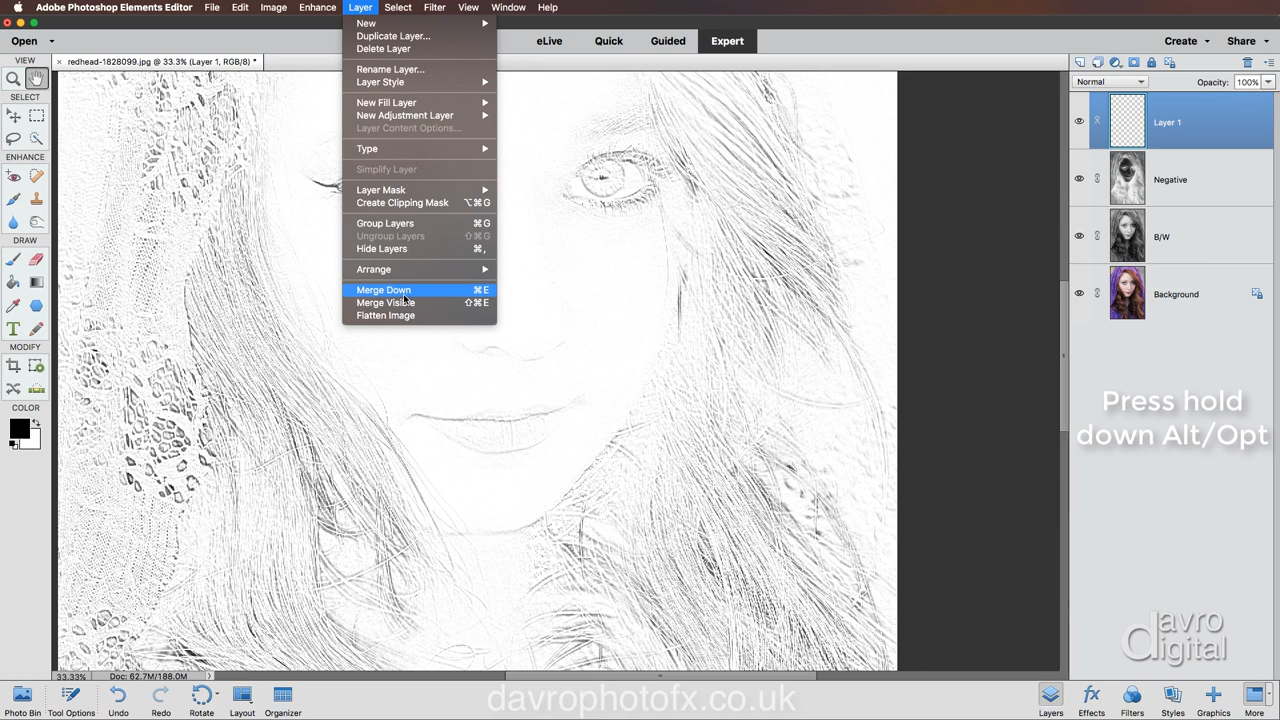 Adobe Photoshop Elements Editor File Edit Image Enhance Layer Select Filter View Window Help
Open eLive Quick Guided Expert Create Share
VIEW
SELECT
ENHANCE
DRAW
MODIFY
COLOR
redhead-1828099.jpg @ 33.3% (Layer 1, RGB/8) *
New
Duplicate Layer...
Delete Layer
Rename Layer...
Layer Style
New Fill Layer
New Adjustment Layer
Layer Content Options...
Type
Simplify Layer
Layer Mask
Create Clipping Mask ⌥⌘G
Group Layers ⌘G
Ungroup Layers ⇧⌘G
Hide Layers ⌘,
Arrange
Merge Down ⌘E
Merge Visible ⇧⌘E
Flatten Image
Normal Opacity: 100%
Layer 1
Negative
B/W
Background
Press hold
down Alt/Opt
davro
digital
33.33% Doc: 62.7M/188.0M
Photo Bin Tool Options Undo Redo Rotate Layout Organizer
davrophotofx.co.uk
Layers Effects Filters Styles Graphics More